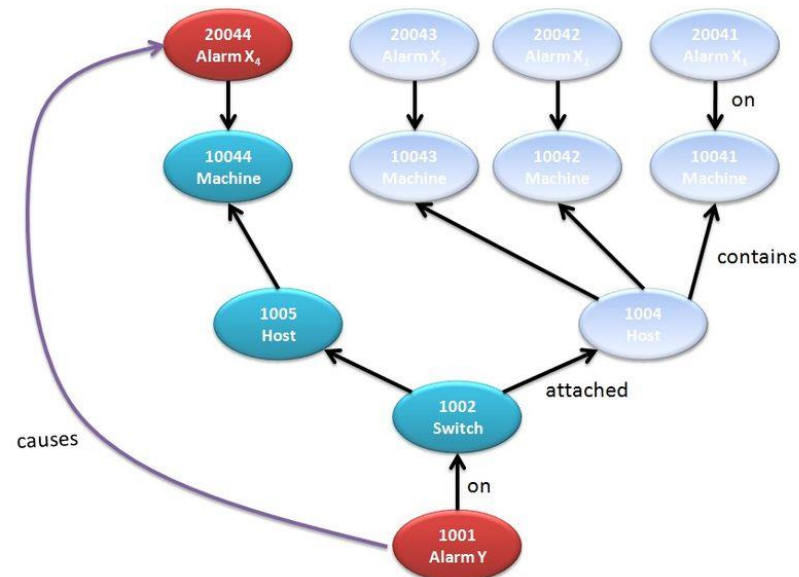 20044
Alarm X₄
20043
Alarm X₃
20042
Alarm X₂
20041
Alarm X₁
on
10044
Machine
10043
Machine
10042
Machine
10041
Machine
contains
1005
Host
1004
Host
attached
1002
Switch
causes
on
1001
Alarm Y